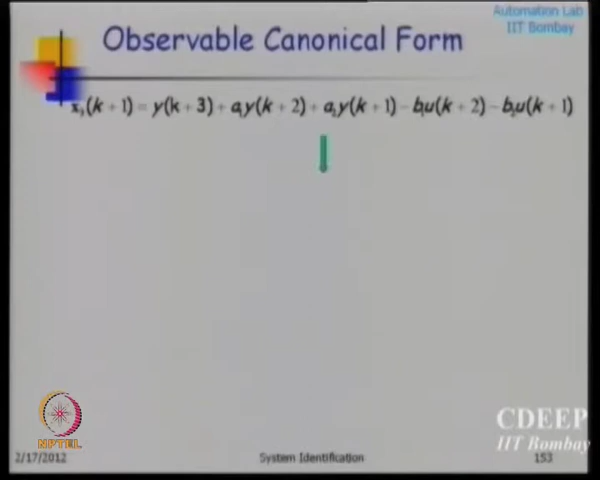 Automation Lab
IIT Bombay
Observable Canonical Form
x₃(k + 1) = y(k + 3) + a₁y(k + 2) + a₂y(k + 1) − b₁u(k + 2) − b₂u(k + 1)
NPTEL
CDEEP
IIT Bombay
2/17/2012
System Identification
153